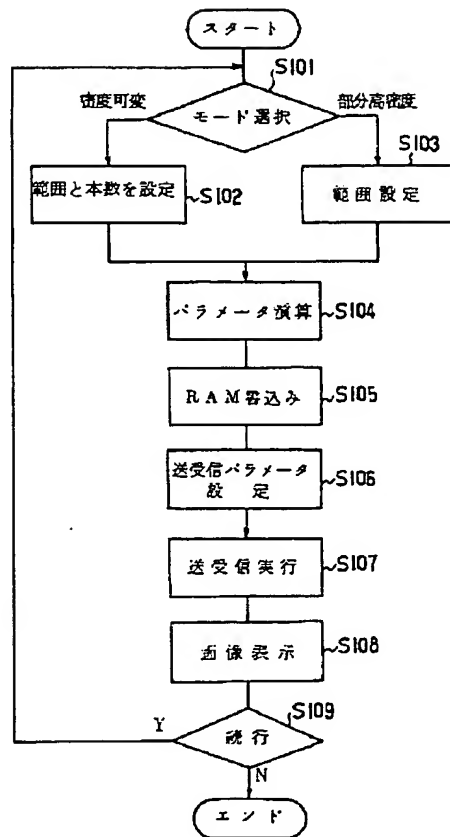 スタート
S101
密度可変
モード選択
部分高密度
S103
範囲と本数を設定
S102
範囲設定
パラメータ演算
S104
RAM書込み
S105
送受信パラメータ
設定
S106
送受信実行
S107
画像表示
S108
S109
Y
続行
N
エンド